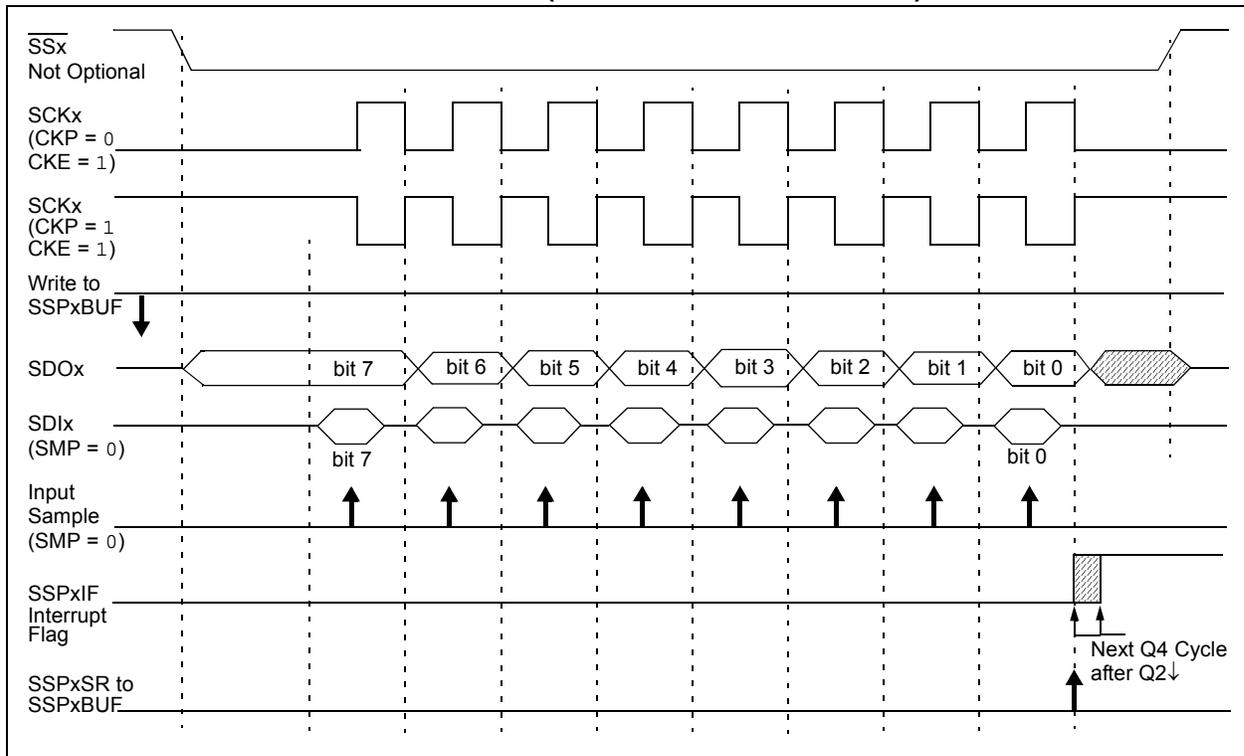 SSx
Not Optional
SCKx
(CKP = 0
CKE = 1)
SCKx
(CKP = 1
CKE = 1)
Write to
SSPxBUF
SDOx
bit 7 bit 6 bit 5 bit 4 bit 3 bit 2 bit 1 bit 0
SDIx
(SMP = 0)
bit 7 bit 0
Input
Sample
(SMP = 0)
SSPxIF
Interrupt
Flag
Next Q4 Cycle
after Q2↓
SSPxSR to
SSPxBUF